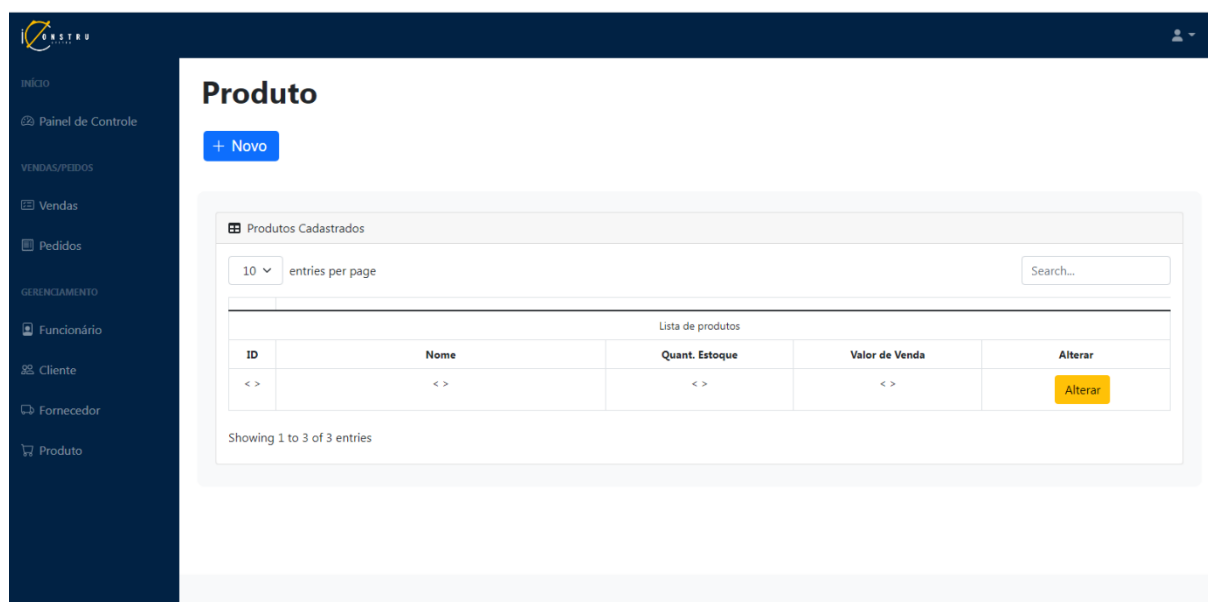 iCONSTRU
Produto
INÍCIO
Painel de Controle
+ Novo
VENDAS/PEIDOS
Vendas
Pedidos
GERENCIAMENTO
Funcionário
Cliente
Fornecedor
Produto
Produtos Cadastrados
10 entries per page
Search...
Lista de produtos
ID Nome Quant. Estoque Valor de Venda Alterar
< > < > < > < > Alterar
Showing 1 to 3 of 3 entries